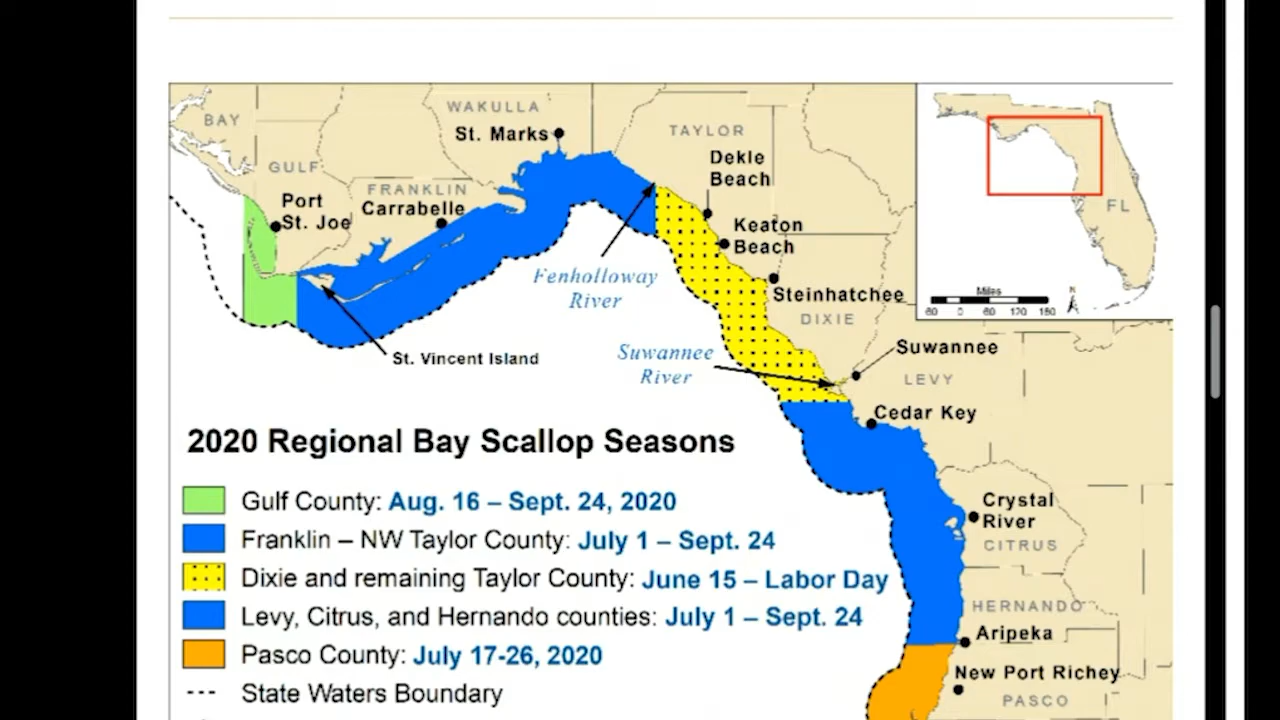 BAY
WAKULLA
St. Marks
TAYLOR
Dekle
Beach
GULF
Port
St. Joe
FRANKLIN
Carrabelle
Keaton
Beach
FL
Fenholloway
River
Steinhatchee
DIXIE
Miles
N
60 0 60 120 180
St. Vincent Island
Suwannee
River
Suwannee
LEVY
Cedar Key
2020 Regional Bay Scallop Seasons
Gulf County: Aug. 16 – Sept. 24, 2020
Franklin – NW Taylor County: July 1 – Sept. 24
Dixie and remaining Taylor County: June 15 – Labor Day
Levy, Citrus, and Hernando counties: July 1 – Sept. 24
Pasco County: July 17-26, 2020
State Waters Boundary
Crystal
River
CITRUS
HERNANDO
Aripeka
New Port Richey
PASCO